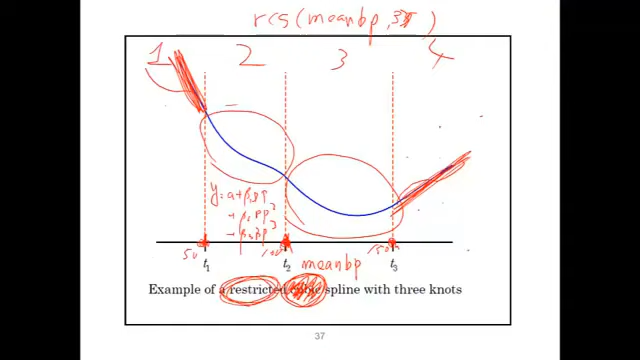 rcs(meanbp, 3)
1 2 3 4
y = a + β₁BP
+ β₂BP²
+ β₃BP³
50 100 150
t₁ t₂ t₃
meanbp
Example of a restricted cubic spline with three knots
37